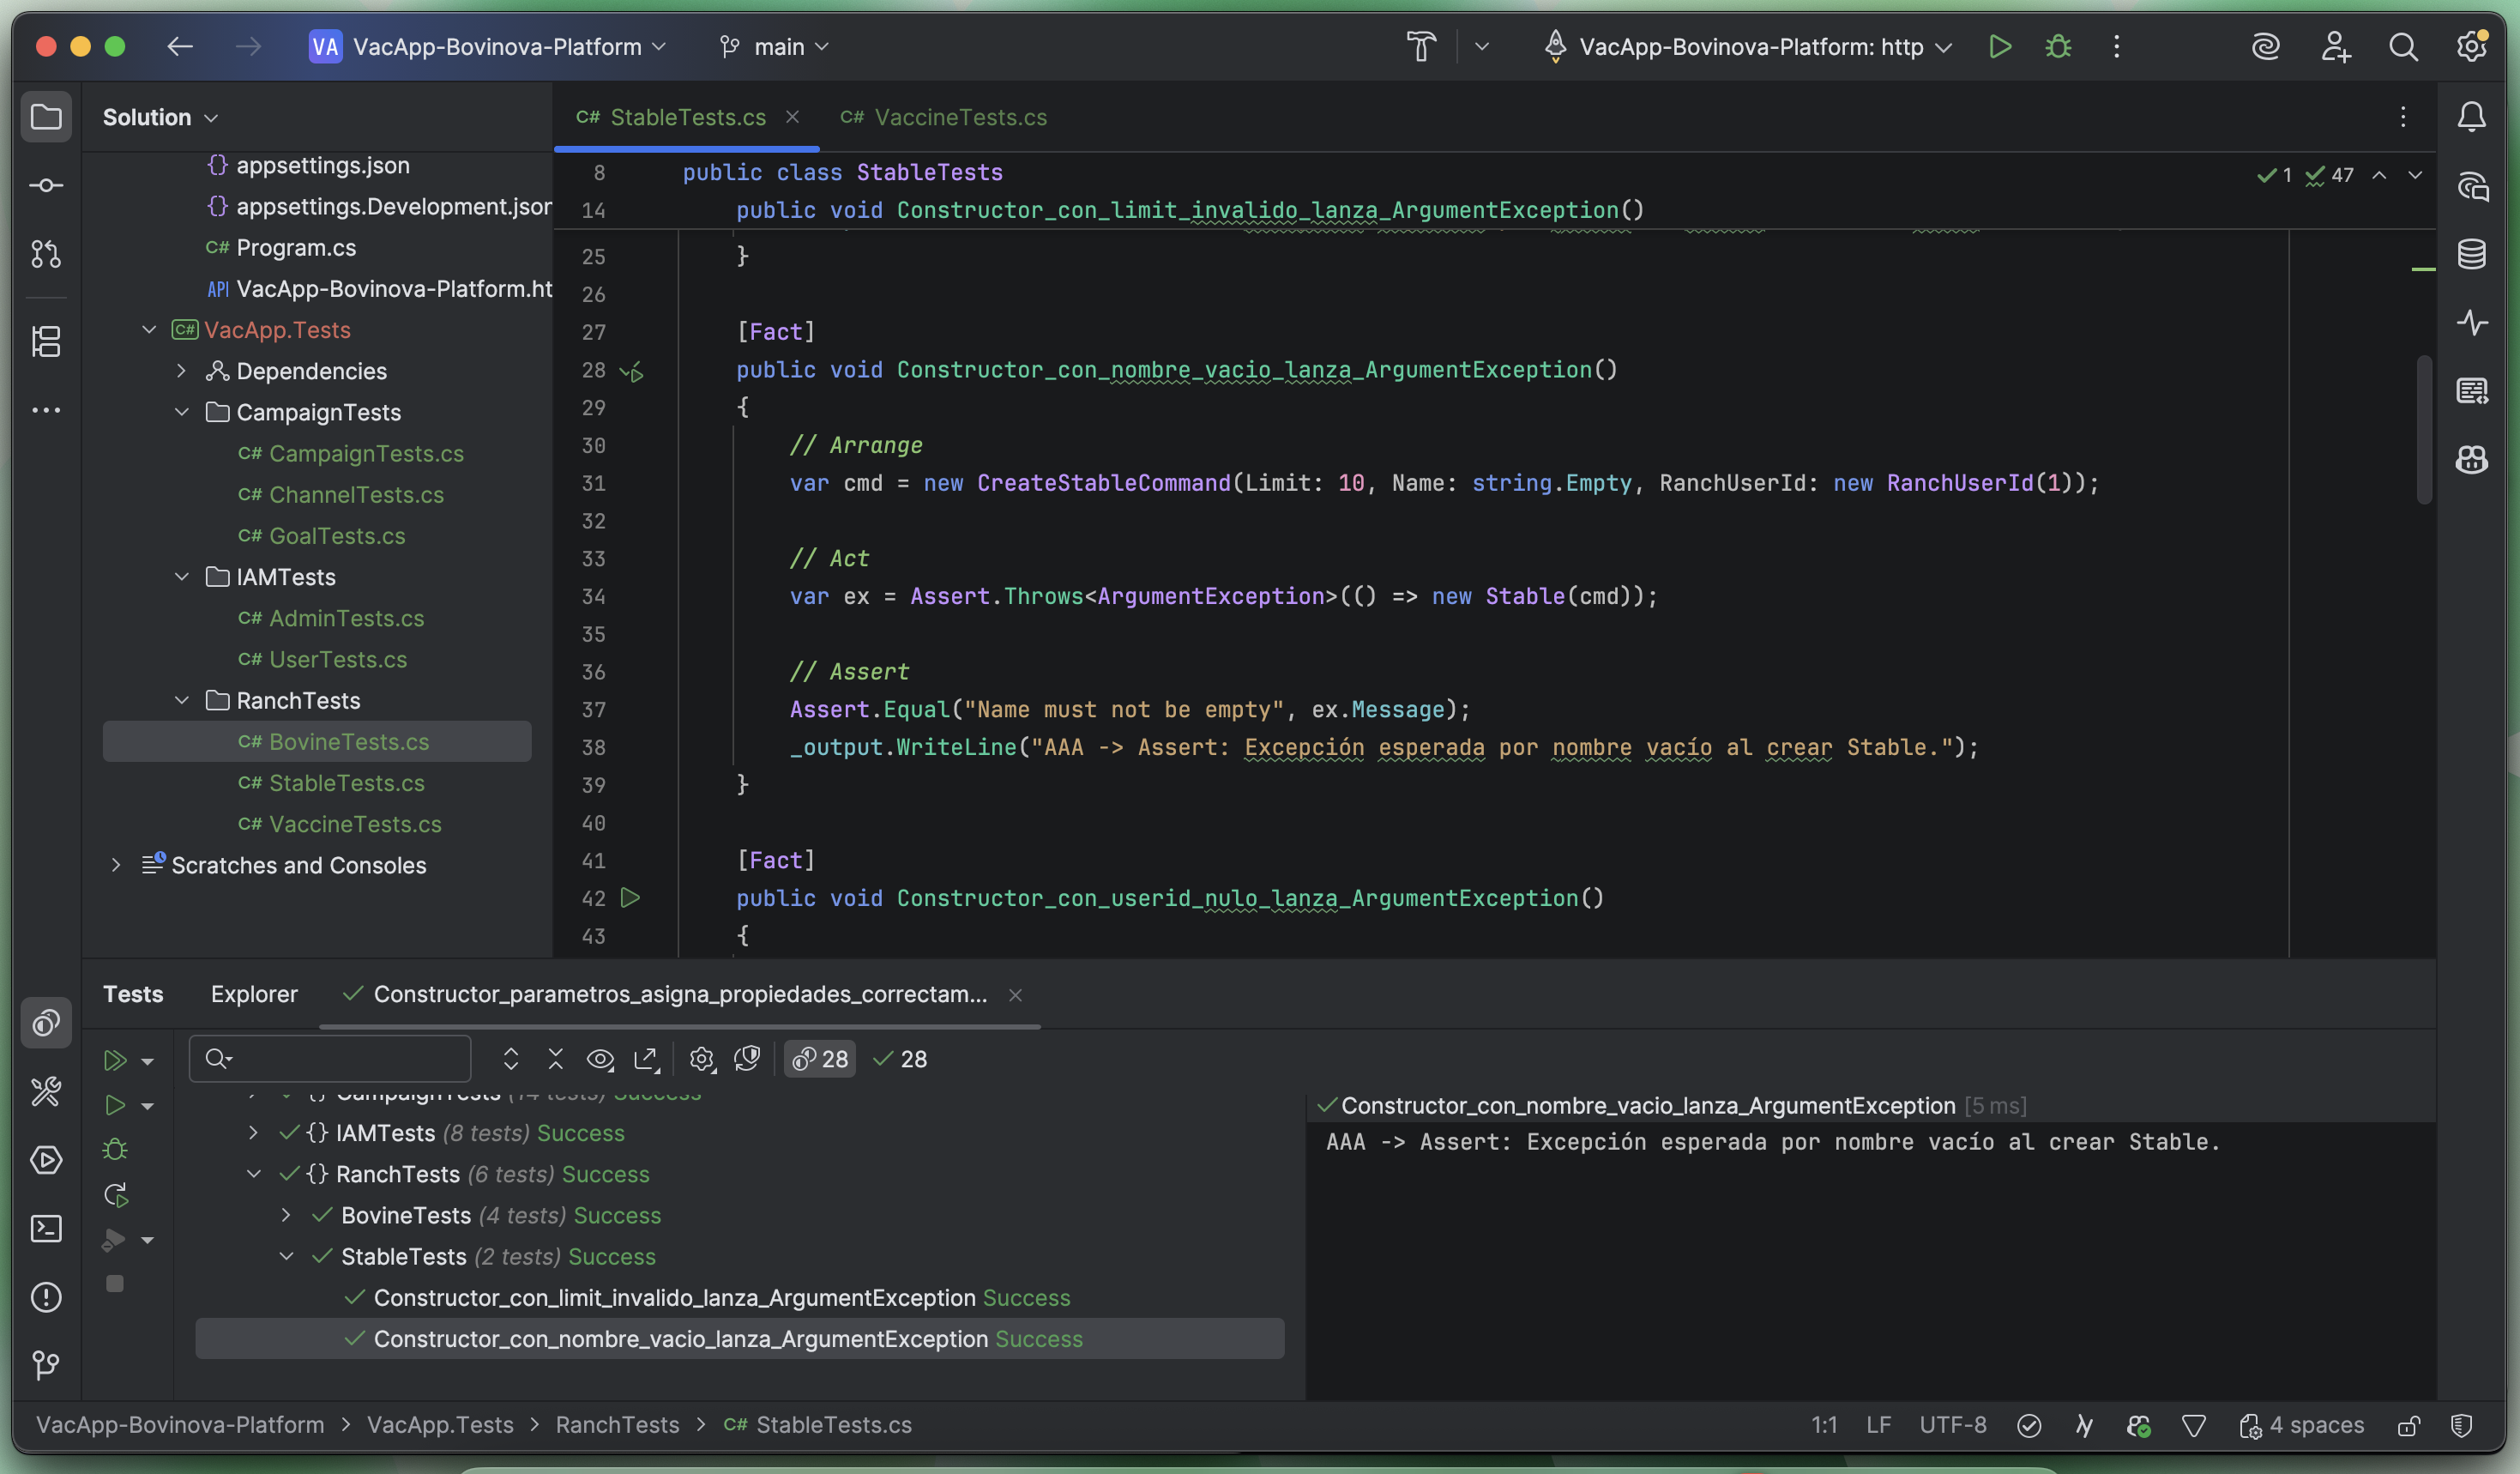 VA VacApp-Bovinova-Platform main VacApp-Bovinova-Platform: http
Solution
appsettings.json
appsettings.Development.json
C# Program.cs
API VacApp-Bovinova-Platform.ht
C# VacApp.Tests
Dependencies
CampaignTests
C# CampaignTests.cs
C# ChannelTests.cs
C# GoalTests.cs
IAMTests
C# AdminTests.cs
C# UserTests.cs
RanchTests
C# BovineTests.cs
C# StableTests.cs
C# VaccineTests.cs
Scratches and Consoles
C# StableTests.cs C# VaccineTests.cs
1 47
8 public class StableTests
14 public void Constructor_con_limit_invalido_lanza_ArgumentException()
25 }
26
27 [Fact]
28 public void Constructor_con_nombre_vacio_lanza_ArgumentException()
29 {
30 // Arrange
31 var cmd = new CreateStableCommand(Limit: 10, Name: string.Empty, RanchUserId: new RanchUserId(1));
32
33 // Act
34 var ex = Assert.Throws<ArgumentException>(() => new Stable(cmd));
35
36 // Assert
37 Assert.Equal("Name must not be empty", ex.Message);
38 _output.WriteLine("AAA -> Assert: Excepción esperada por nombre vacío al crear Stable.");
39 }
40
41 [Fact]
42 public void Constructor_con_userid_nulo_lanza_ArgumentException()
43 {
Tests Explorer Constructor_parametros_asigna_propiedades_correctam...
28 28
CampaignTests (14 tests) Success
{} IAMTests (8 tests) Success
{} RanchTests (6 tests) Success
BovineTests (4 tests) Success
StableTests (2 tests) Success
Constructor_con_limit_invalido_lanza_ArgumentException Success
Constructor_con_nombre_vacio_lanza_ArgumentException Success
Constructor_con_nombre_vacio_lanza_ArgumentException [5 ms]
AAA -> Assert: Excepción esperada por nombre vacío al crear Stable.
VacApp-Bovinova-Platform > VacApp.Tests > RanchTests > C# StableTests.cs
1:1 LF UTF-8 4 spaces